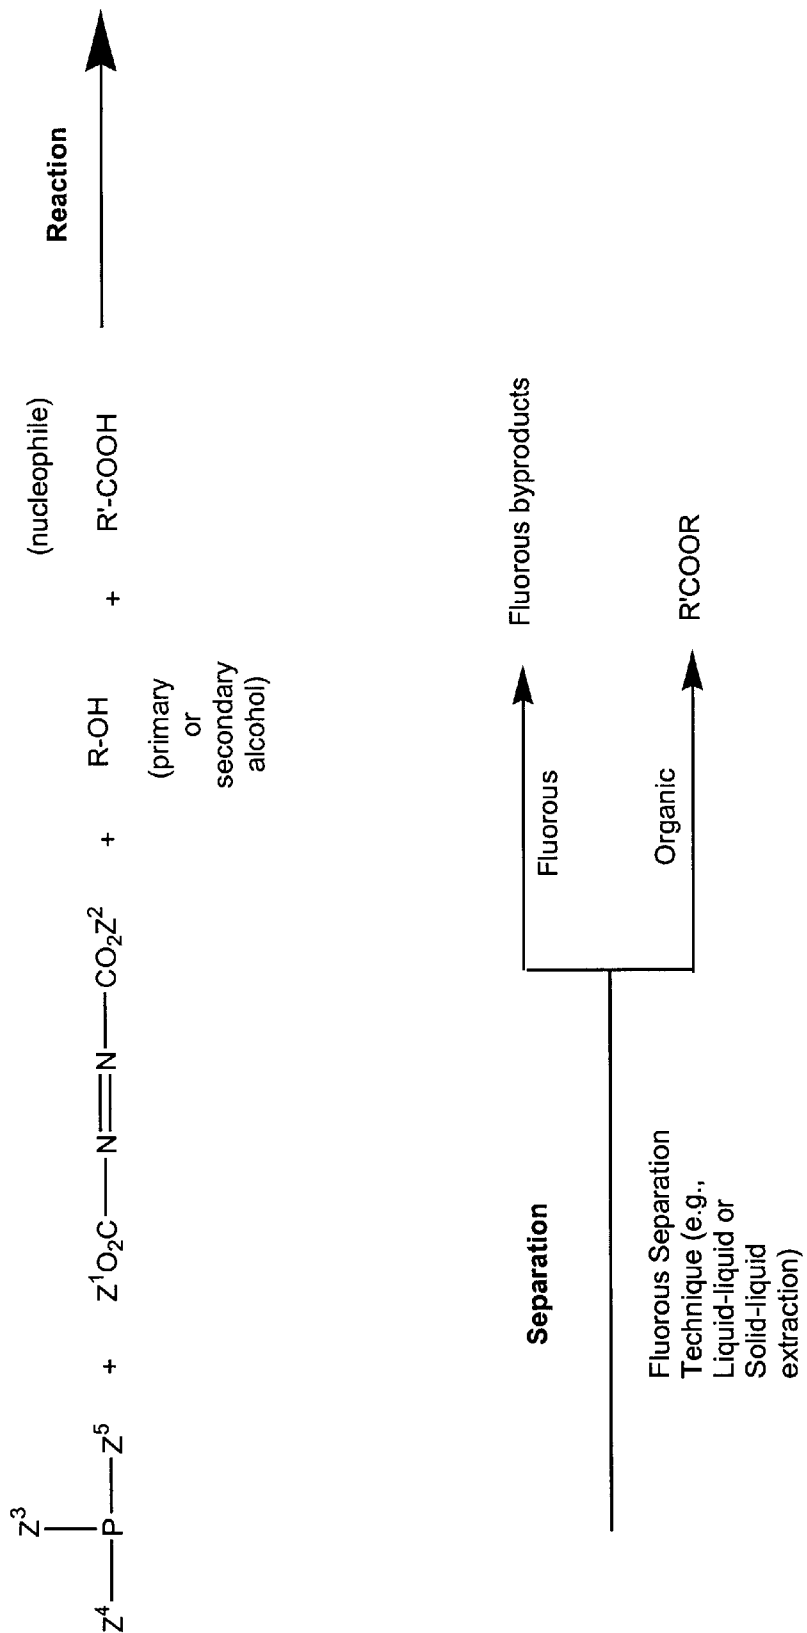 Z³
Z⁴—P—Z⁵ + Z¹O₂C—N=N—CO₂Z² + R-OH + R'-COOH
(nucleophile)
(primary
or
secondary
alcohol)
Reaction
Separation
Fluorous Separation
Technique (e.g.,
Liquid-liquid or
Solid-liquid
extraction)
Fluorous
Fluorous byproducts
Organic
R'COOR